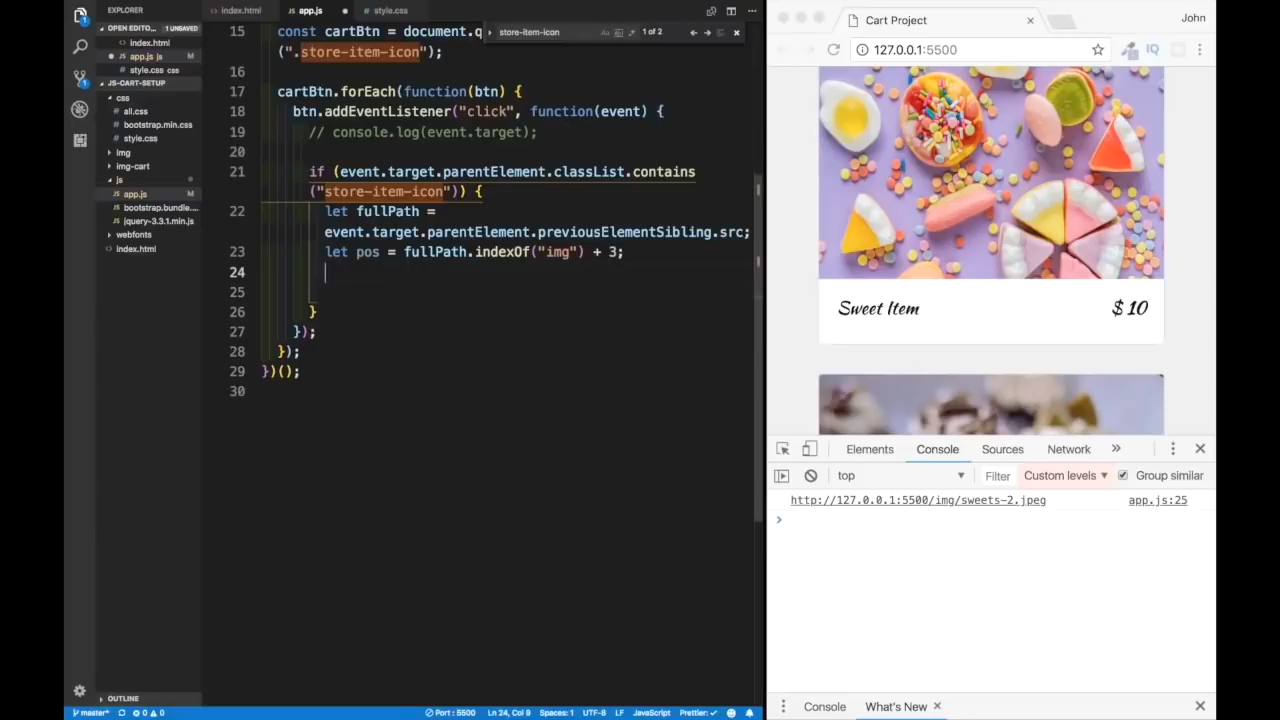 EXPLORER
OPEN EDITO... 1 UNSAVED
index.html
app.js js M
style.css css
JS-CART-SETUP
css
all.css
bootstrap.min.css
style.css
img
img-cart
js
app.js M
bootstrap.bundle....
jquery-3.3.1.min.js
webfonts
index.html
OUTLINE
index.html
app.js
style.css
store-item-icon
1 of 2
15 const cartBtn = document.q
(".store-item-icon");
16
17 cartBtn.forEach(function(btn) {
18 btn.addEventListener("click", function(event) {
19 // console.log(event.target);
20
21 if (event.target.parentElement.classList.contains
("store-item-icon")) {
22 let fullPath =
event.target.parentElement.previousElementSibling.src;
23 let pos = fullPath.indexOf("img") + 3;
24
25
26 }
27 });
28 });
29 })();
30
master* 0 0
Port : 5500
Ln 24, Col 9
Spaces: 1
UTF-8
LF
JavaScript
Prettier: ✓
Cart Project
John
127.0.0.1:5500
IQ
Sweet Item $ 10
Elements Console Sources Network »
top
Filter
Custom levels
Group similar
http://127.0.0.1:5500/img/sweets-2.jpeg app.js:25
Console What's New